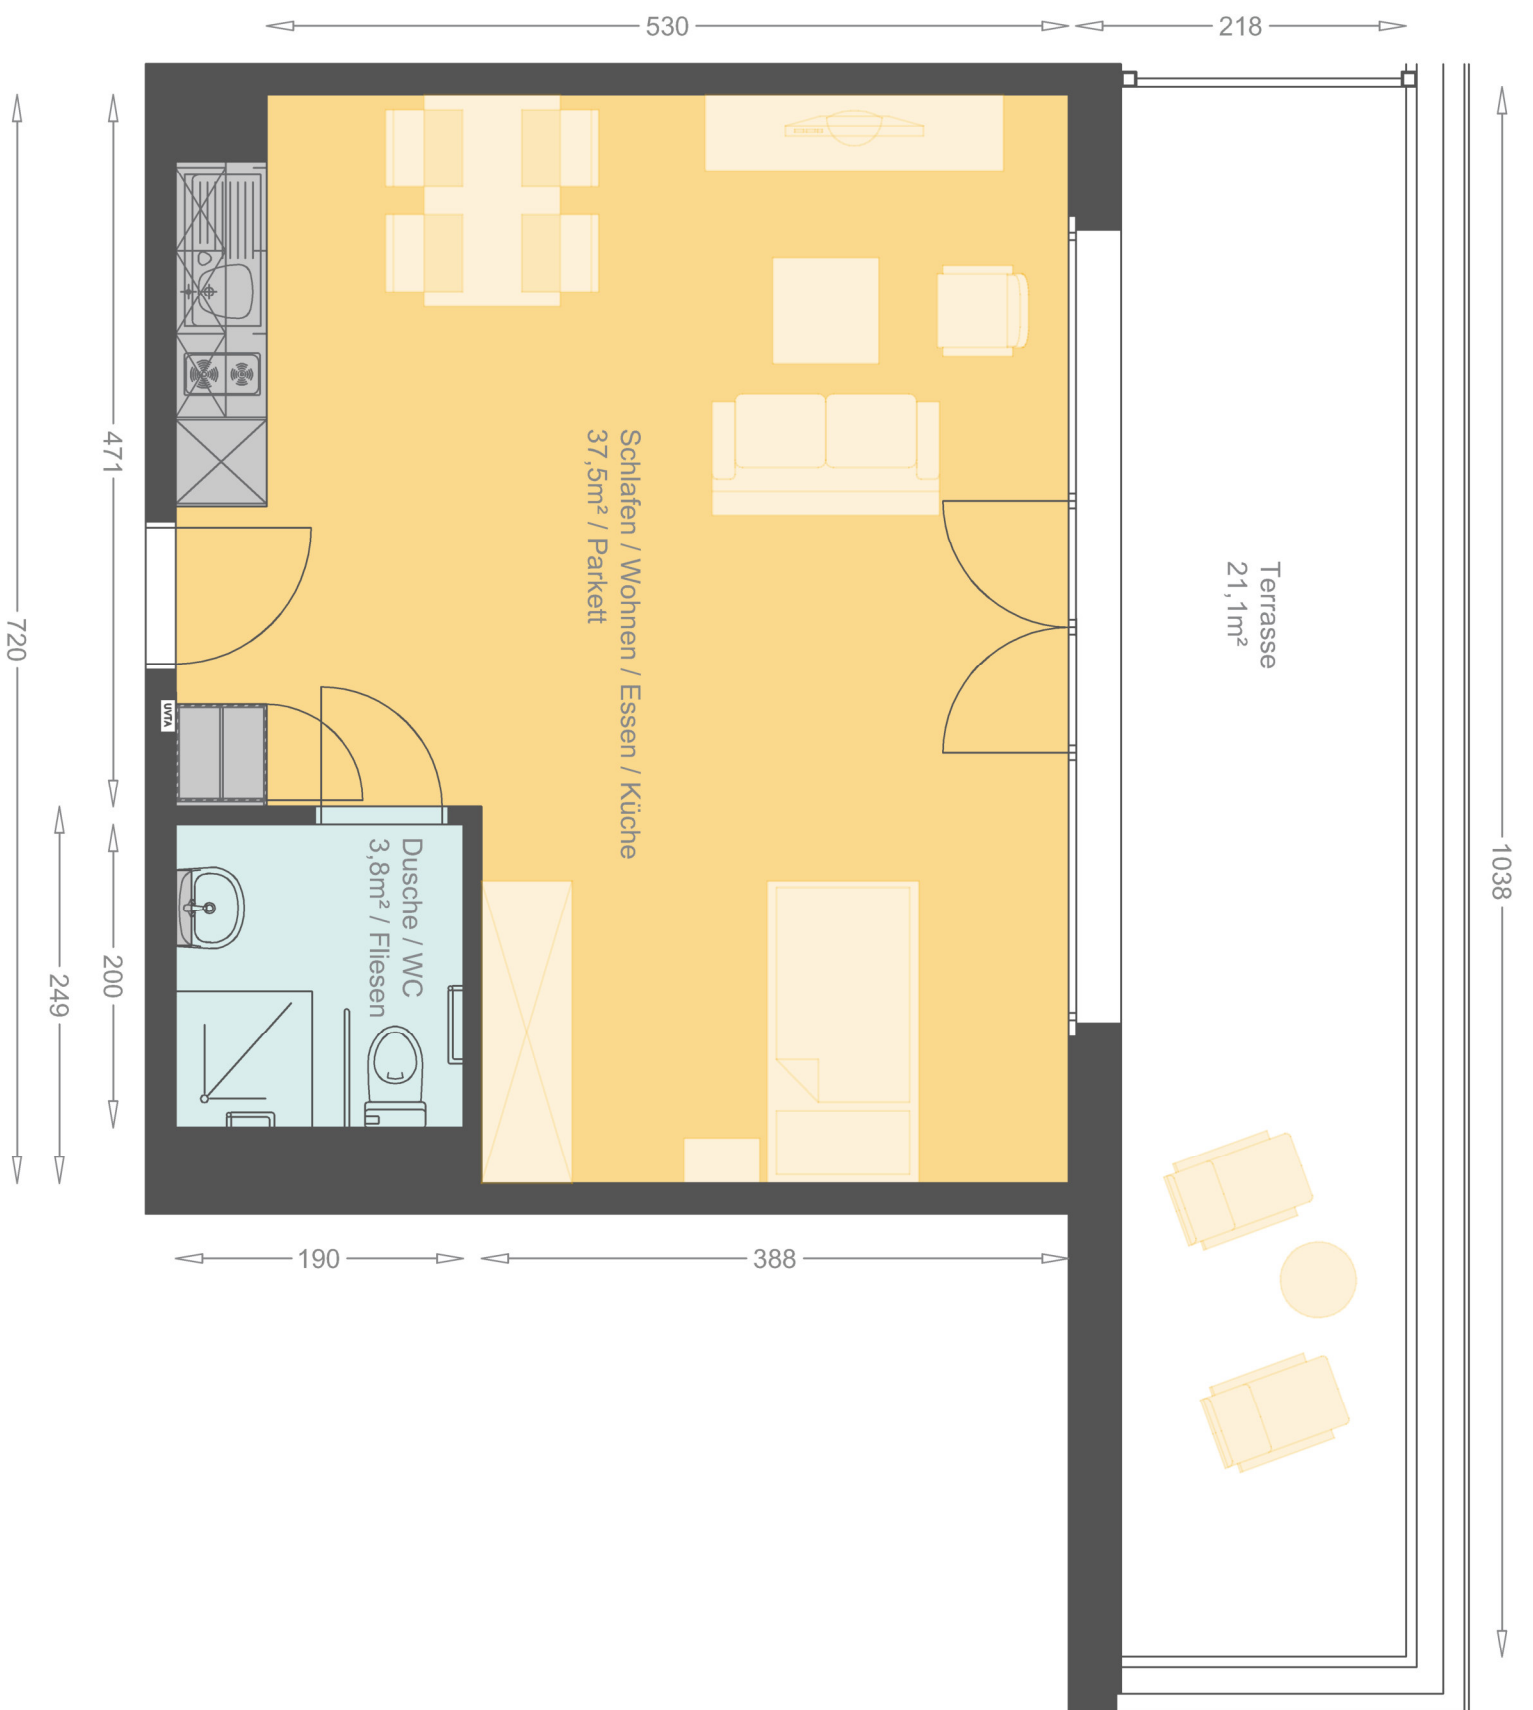 530
218
720
471
249
200
190
388
1038
Schlafen / Wohnen / Essen / Küche
37,5m² / Parkett
Terrasse
21,1m²
Dusche / WC
3,8m² / Fliesen
UVTA